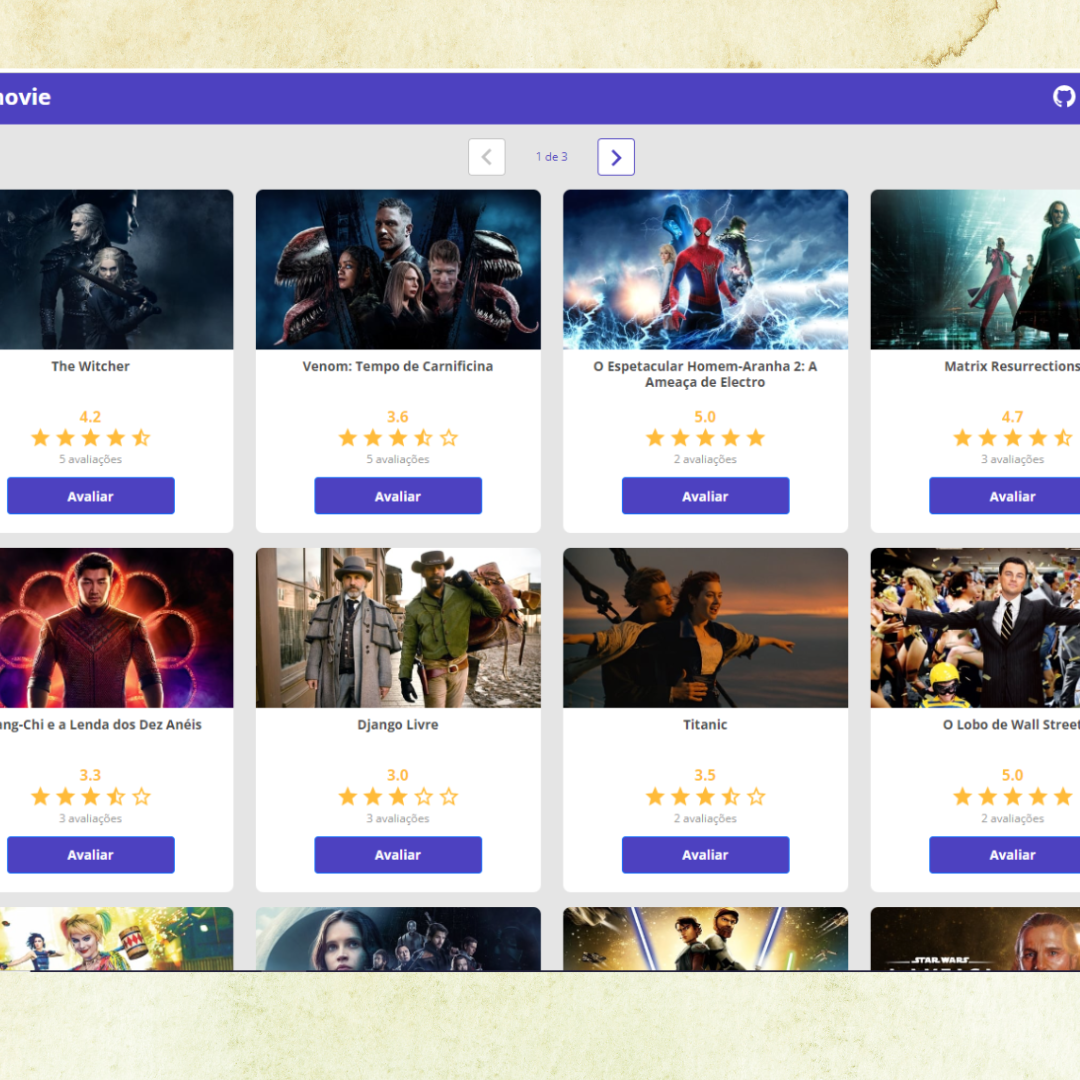 movie
1 de 3
The Witcher
Venom: Tempo de Carnificina
O Espetacular Homem-Aranha 2: A
Ameaça de Electro
Matrix Resurrections
4.2
3.6
5.0
4.7
5 avaliações
5 avaliações
2 avaliações
3 avaliações
Avaliar
Avaliar
Avaliar
Avaliar
ang-Chi e a Lenda dos Dez Anéis
Django Livre
Titanic
O Lobo de Wall Street
3.3
3.0
3.5
5.0
3 avaliações
3 avaliações
2 avaliações
2 avaliações
Avaliar
Avaliar
Avaliar
Avaliar
STAR WARS